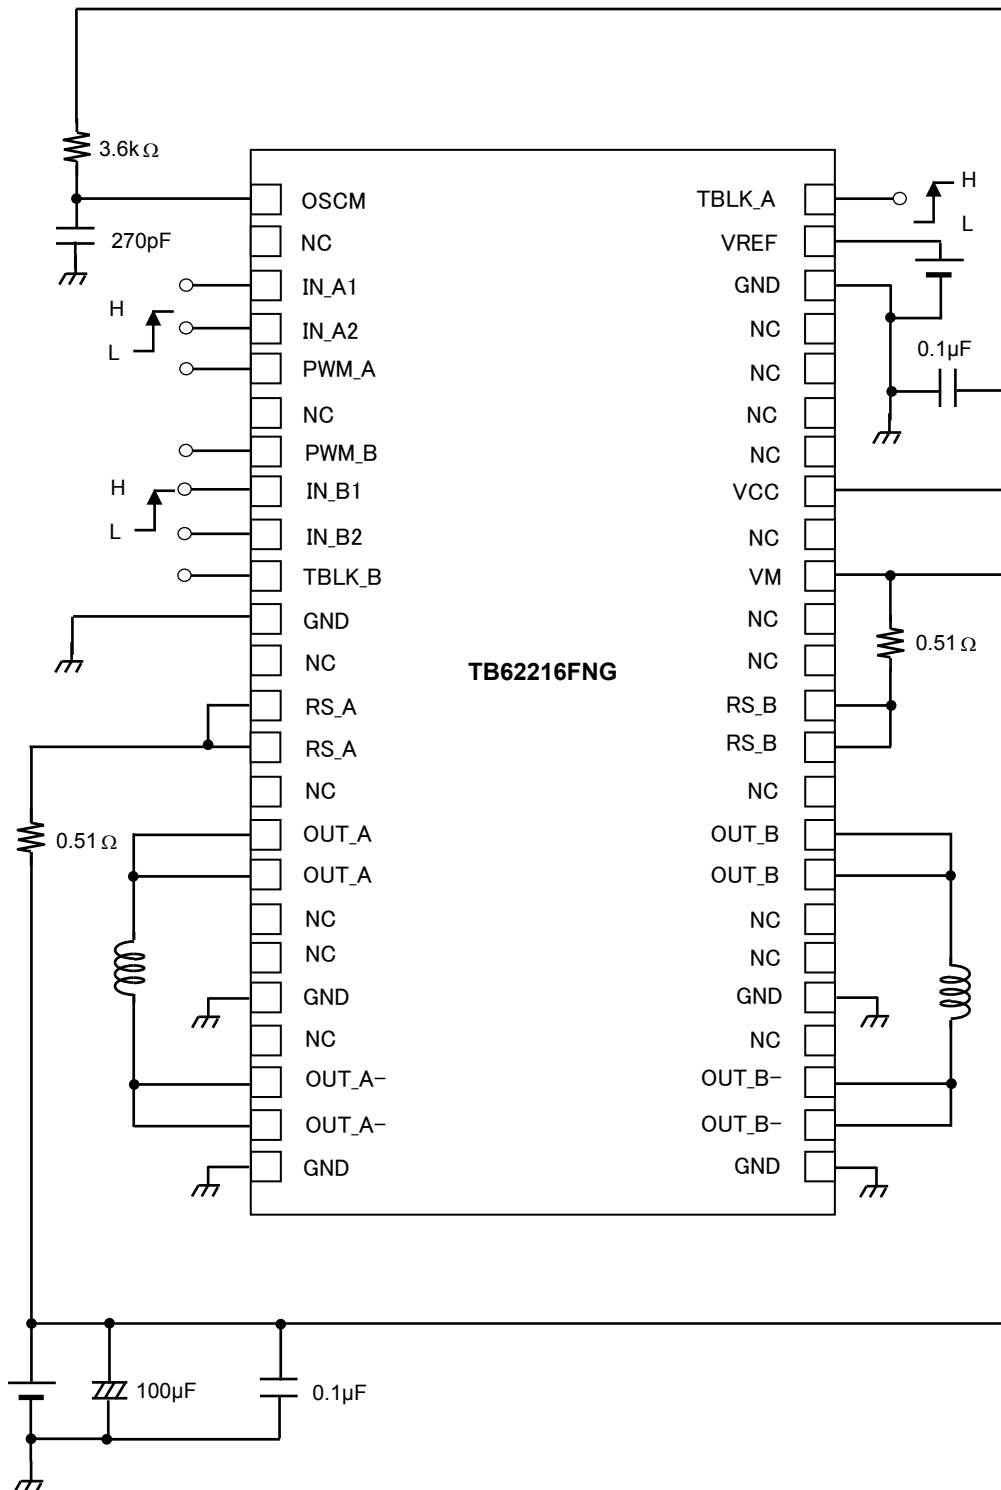 3.6kΩ
270pF
H
L
H
L
OSCM
NC
IN_A1
IN_A2
PWM_A
NC
PWM_B
IN_B1
IN_B2
TBLK_B
GND
NC
RS_A
RS_A
NC
OUT_A
OUT_A
NC
NC
GND
NC
OUT_A-
OUT_A-
GND
TB62216FNG
TBLK_A
VREF
GND
NC
NC
NC
NC
VCC
NC
VM
NC
NC
RS_B
RS_B
NC
OUT_B
OUT_B
NC
NC
GND
NC
OUT_B-
OUT_B-
GND
H
L
0.1µF
0.51Ω
0.51Ω
100µF
0.1µF